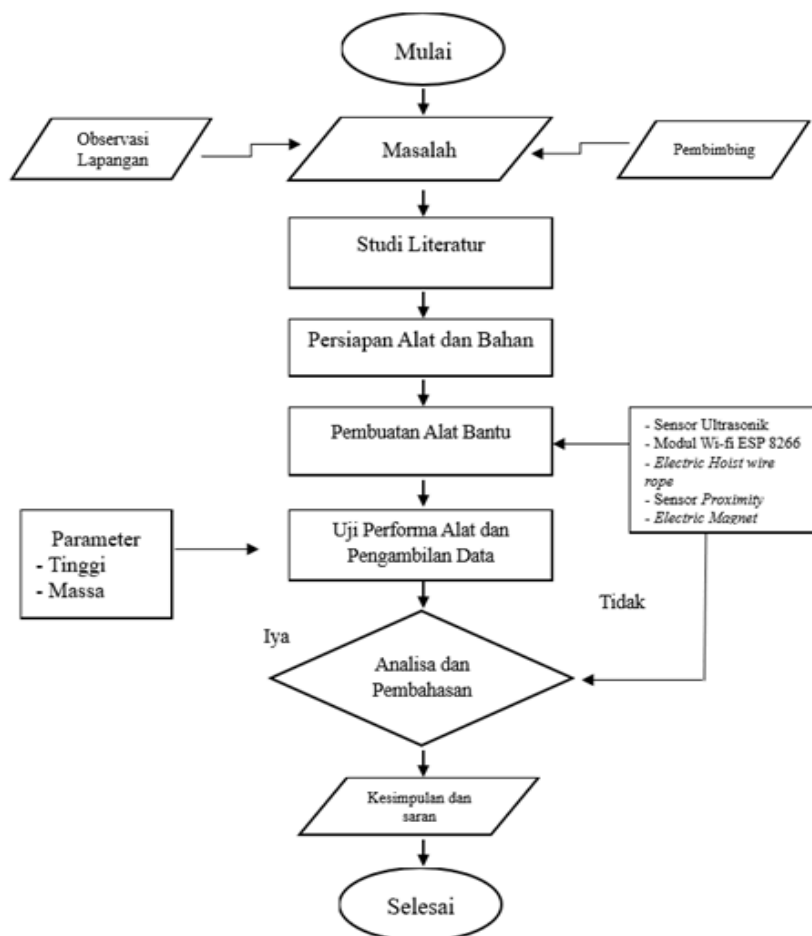 Mulai
Observasi
Lapangan
Masalah
Pembimbing
Studi Literatur
Persiapan Alat dan Bahan
Pembuatan Alat Bantu
- Sensor Ultrasonik
- Modul Wi-fi ESP 8266
- Electric Hoist wire
rope
- Sensor Proximity
- Electric Magnet
Parameter
- Tinggi
- Massa
Uji Performa Alat dan
Pengambilan Data
Tidak
Iya
Analisa dan
Pembahasan
Kesimpulan dan
saran
Selesai